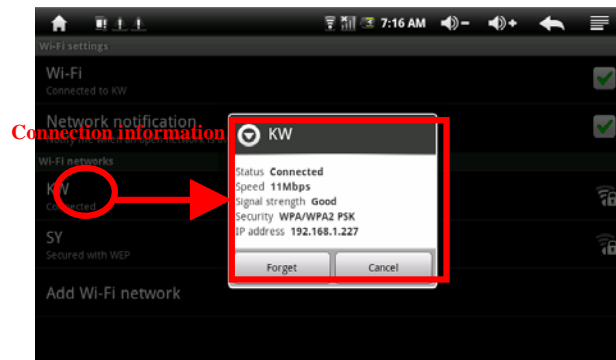 7:16 AM
Wi-Fi settings
Wi-Fi
Connected to KW
Network notification
Connection information
Wi-Fi networks
KW
Connected
SY
Secured with WEP
Add Wi-Fi network
KW
Status Connected
Speed 11Mbps
Signal strength Good
Security WPA/WPA2 PSK
IP address 192.168.1.227
Forget Cancel